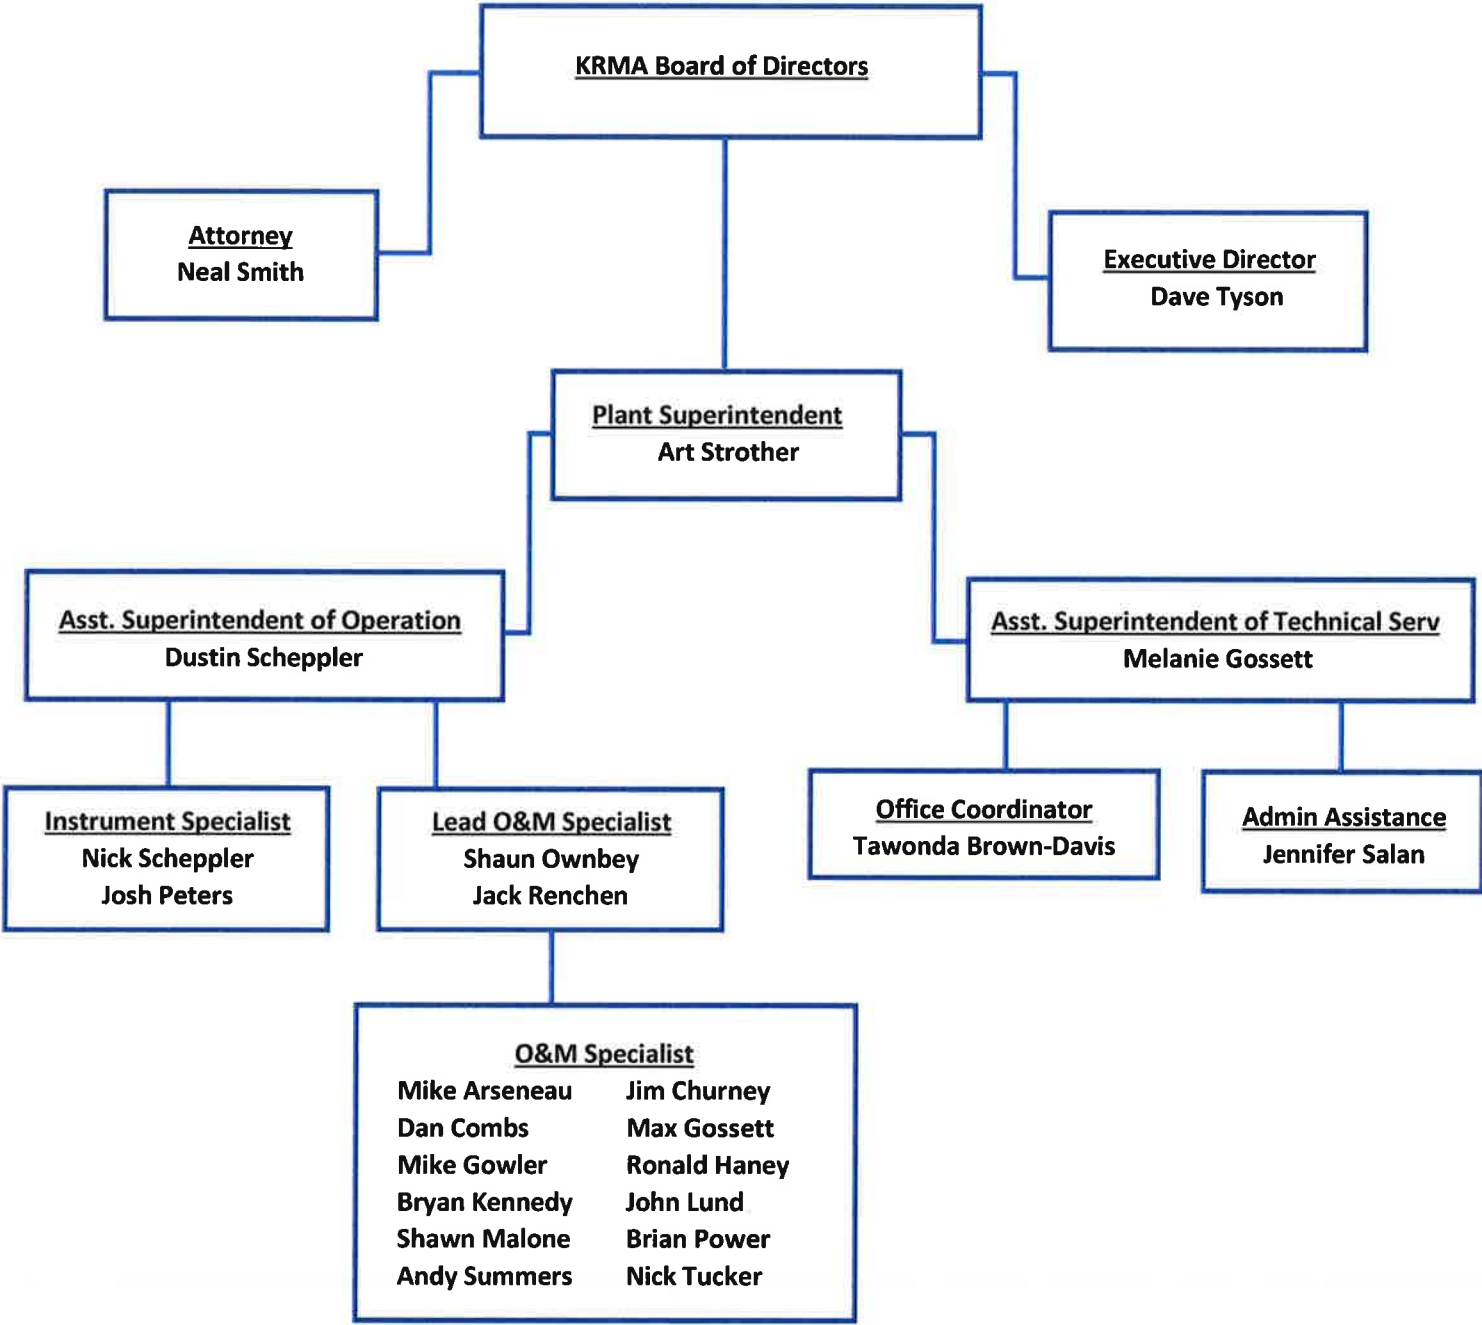 KRMA Board of Directors
Attorney
Neal Smith
Executive Director
Dave Tyson
Plant Superintendent
Art Strother
Asst. Superintendent of Operation
Dustin Scheppler
Asst. Superintendent of Technical Serv
Melanie Gossett
Instrument Specialist
Nick Scheppler
Josh Peters
Lead O&M Specialist
Shaun Ownbey
Jack Renchen
Office Coordinator
Tawonda Brown-Davis
Admin Assistance
Jennifer Salan
O&M Specialist
Mike Arseneau Jim Churney
Dan Combs Max Gossett
Mike Gowler Ronald Haney
Bryan Kennedy John Lund
Shawn Malone Brian Power
Andy Summers Nick Tucker